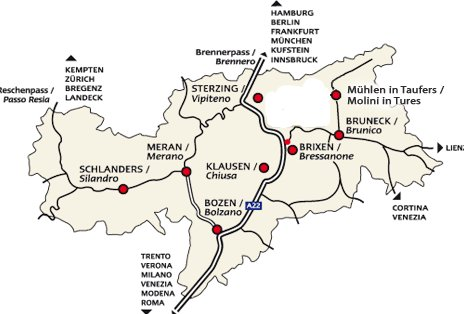 HAMBURG
BERLIN
FRANKFURT
MÜNCHEN
KUFSTEIN
INNSBRUCK
Brennerpass /
Brennero
KEMPTEN
ZÜRICH
BREGENZ
LANDECK
Reschenpass /
Passo Resia
STERZING /
Vipiteno
Mühlen in Taufers /
Molini in Tures
BRUNECK /
Brunico
LIENZ
MERAN /
Merano
BRIXEN /
Bressanone
KLAUSEN /
Chiusa
SCHLANDERS /
Silandro
BOZEN /
Bolzano
A22
CORTINA
VENEZIA
TRENTO
VERONA
MILANO
VENEZIA
MODENA
ROMA